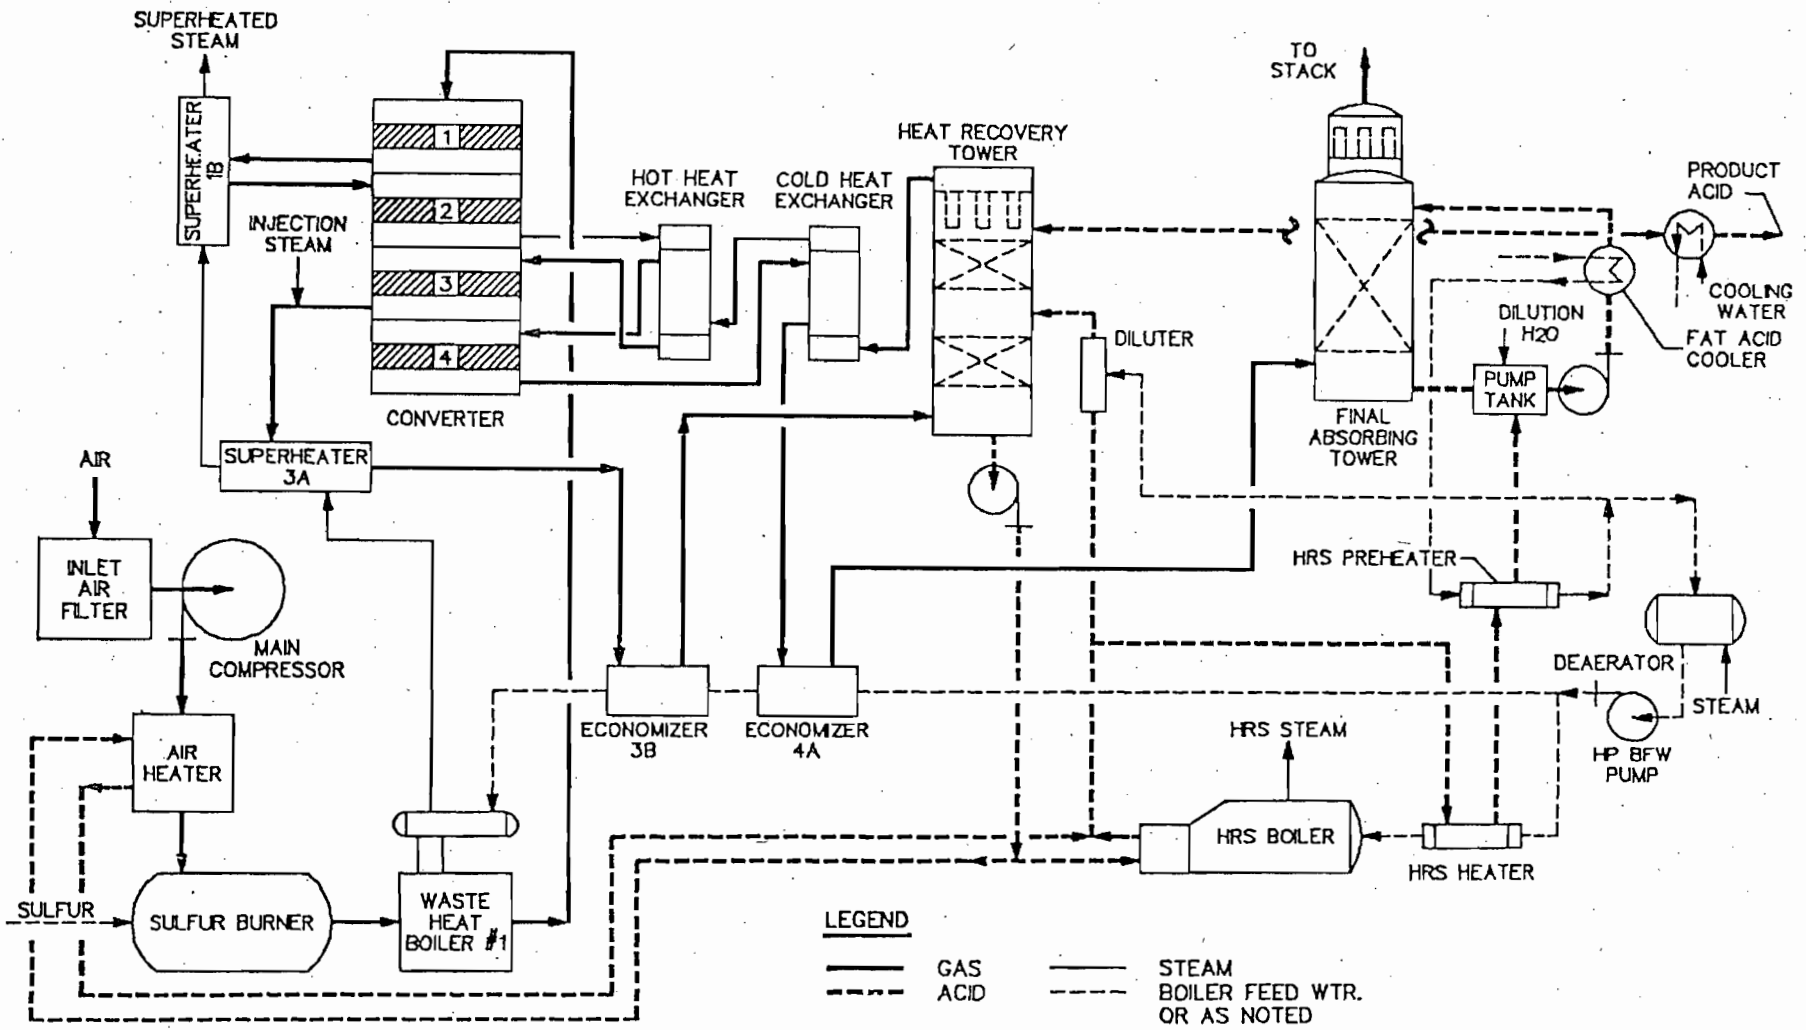 SUPERHEATED
STEAM
SUPERHEATER
1B
INJECTION
STEAM
1
2
3
4
CONVERTER
HOT HEAT
EXCHANGER
COLD HEAT
EXCHANGER
HEAT RECOVERY
TOWER
TO
STACK
PRODUCT
ACID
COOLING
WATER
FAT ACID
COOLER
DILUTION
H2O
PUMP
TANK
FINAL
ABSORBING
TOWER
DILUTER
SUPERHEATER
3A
AIR
INLET
AIR
FILTER
MAIN
COMPRESSOR
AIR
HEATER
SULFUR
SULFUR BURNER
WASTE
HEAT
BOILER #1
ECONOMIZER
3B
ECONOMIZER
4A
HRS STEAM
HRS BOILER
HRS HEATER
HRS PREHEATER
DEAERATOR
STEAM
HP BFW
PUMP
LEGEND
GAS
ACID
STEAM
BOILER FEED WTR.
OR AS NOTED